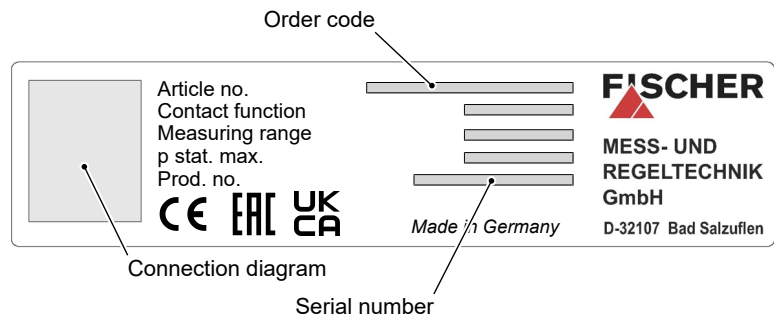 Order code
Article no.
Contact function
Measuring range
p stat. max.
Prod. no.
CE EAC UK CA
Made in Germany
FISCHER
MESS- UND
REGELTECHNIK
GmbH
D-32107 Bad Salzuflen
Connection diagram
Serial number